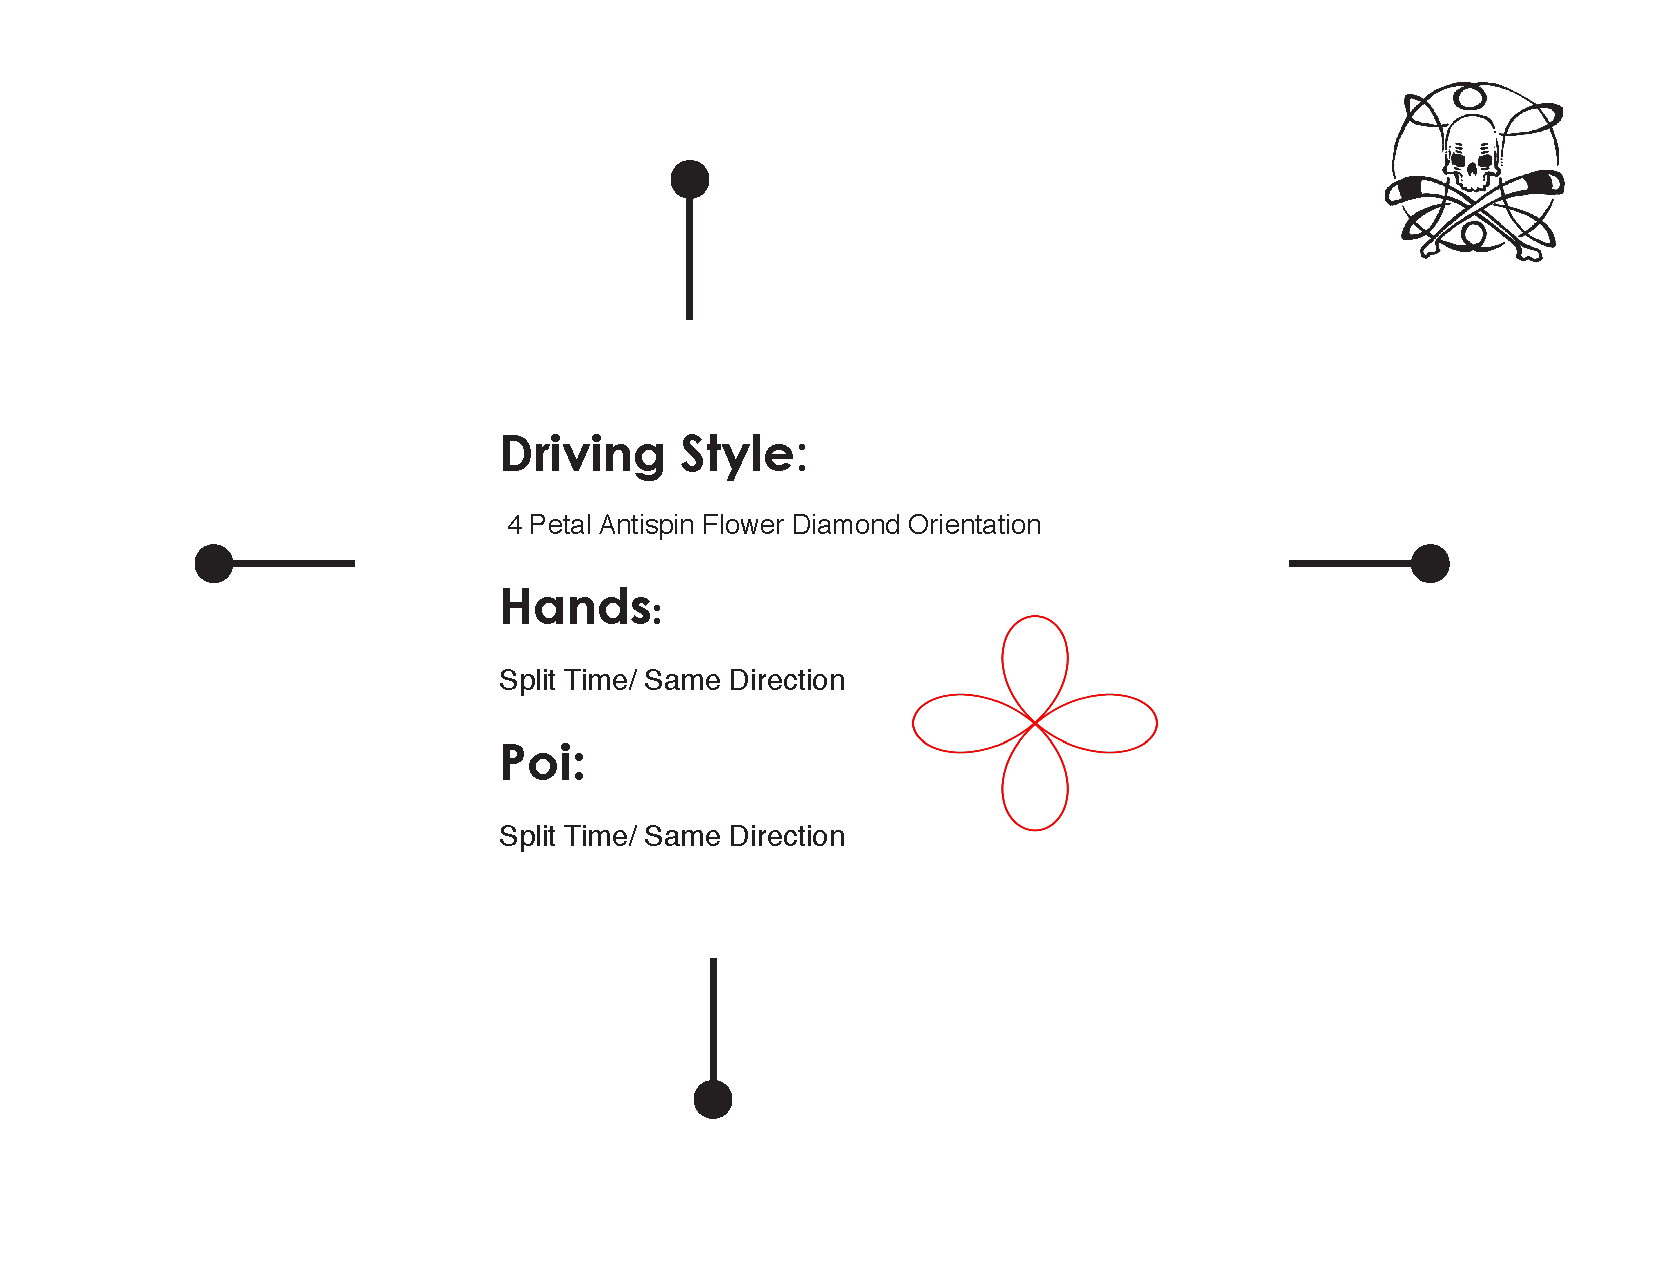 Driving Style:
4 Petal Antispin Flower Diamond Orientation
Hands:
Split Time/ Same Direction
Poi:
Split Time/ Same Direction